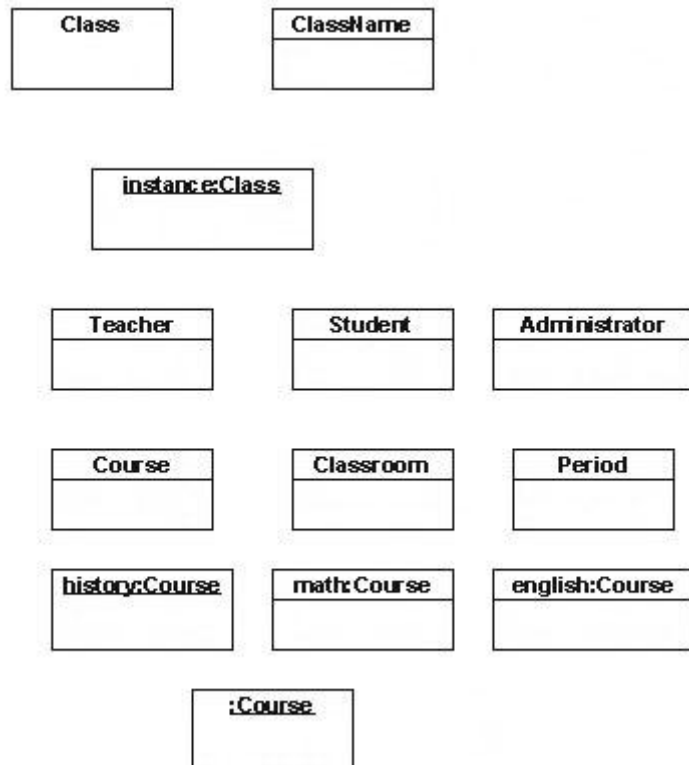 Class
ClassName
instance:Class
Teacher
Student
Administrator
Course
Classroom
Period
history:Course
math:Course
english:Course
:Course